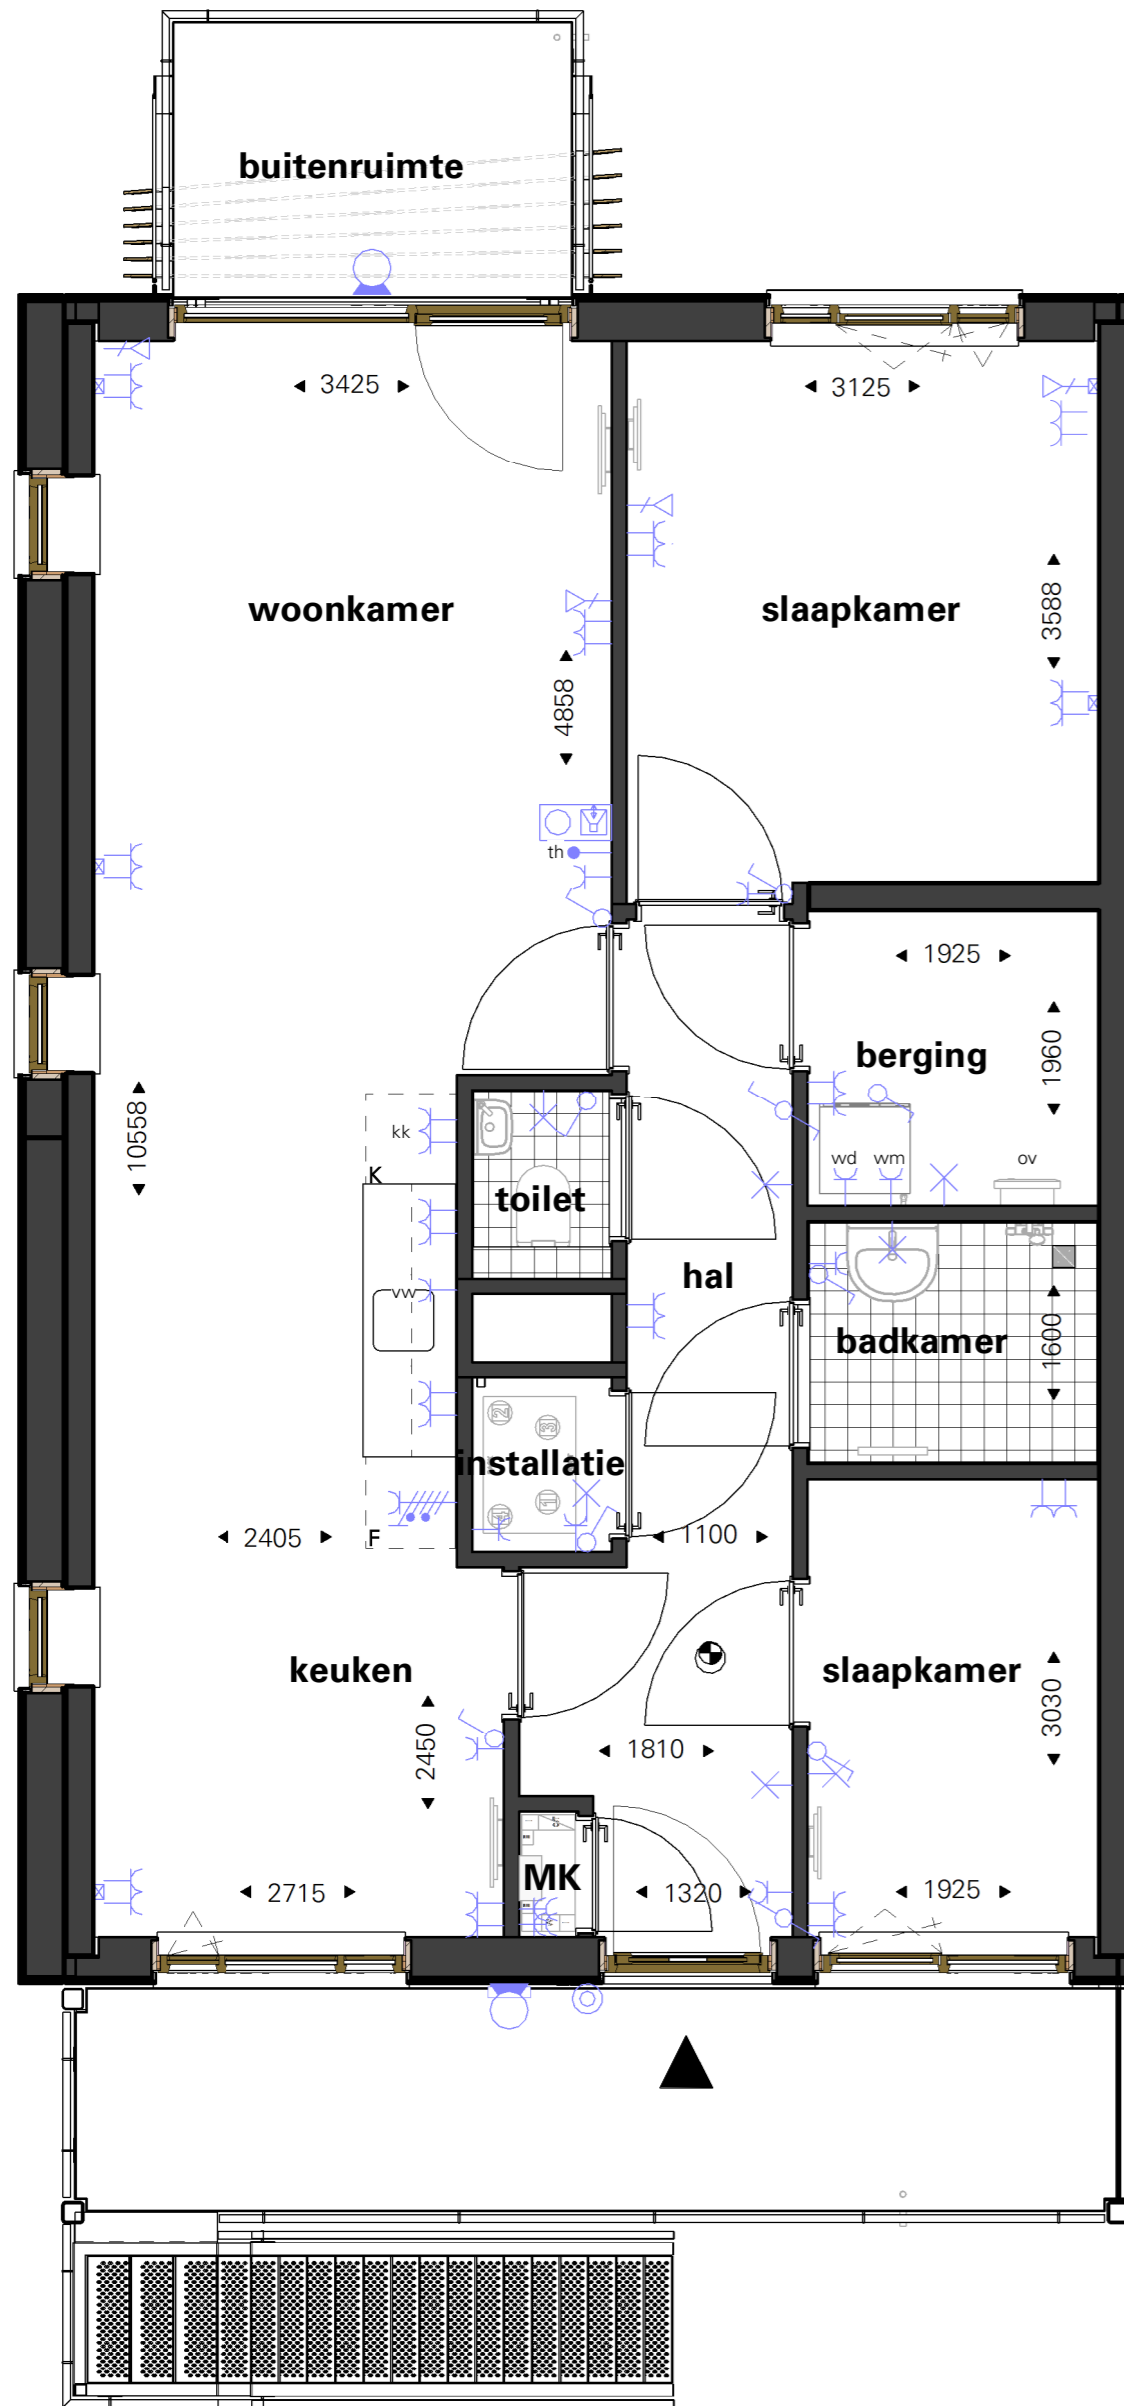 buitenruimte
3425
3125
woonkamer
slaapkamer
3588
4858
th
1925
berging
1960
10558
kk
K
wd
wm
ov
toilet
hal
vw
badkamer
1600
installatie
2405
F
1100
keuken
slaapkamer
2450
1810
3030
MK
2715
1320
1925